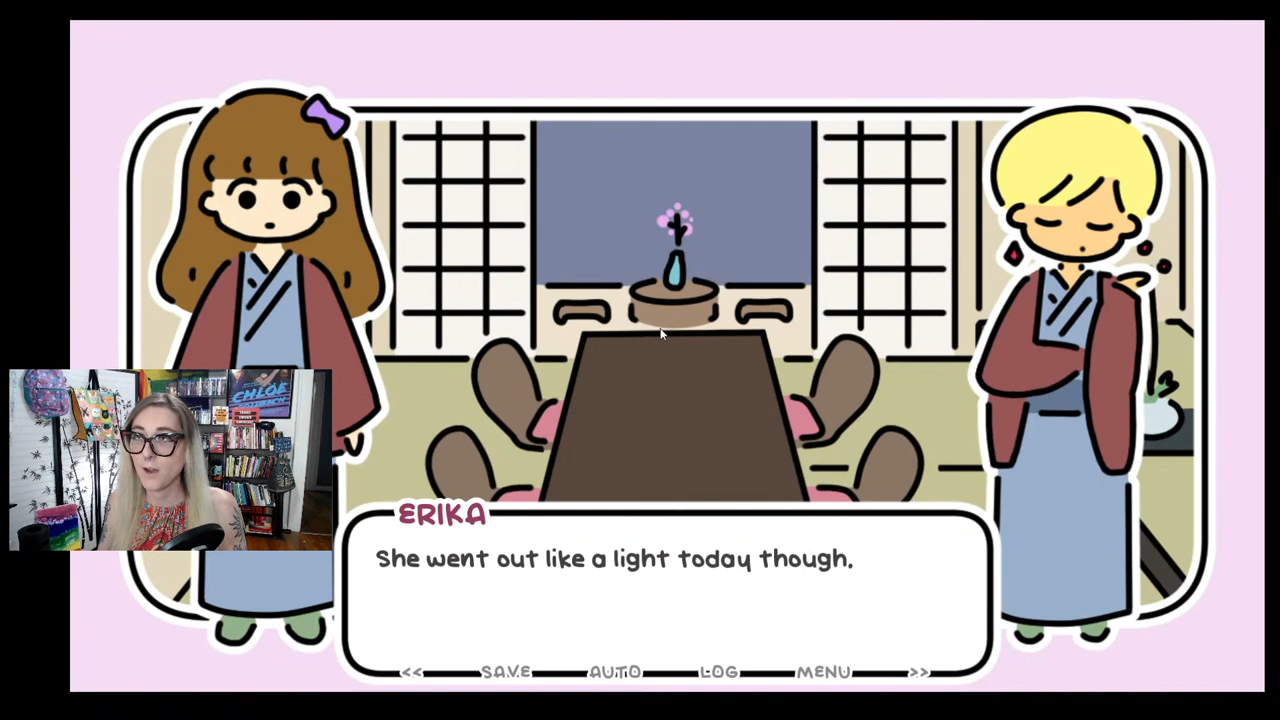 CHLOE
ERIKA
She went out like a light today though.
<< SAVE AUTO LOG MENU >>